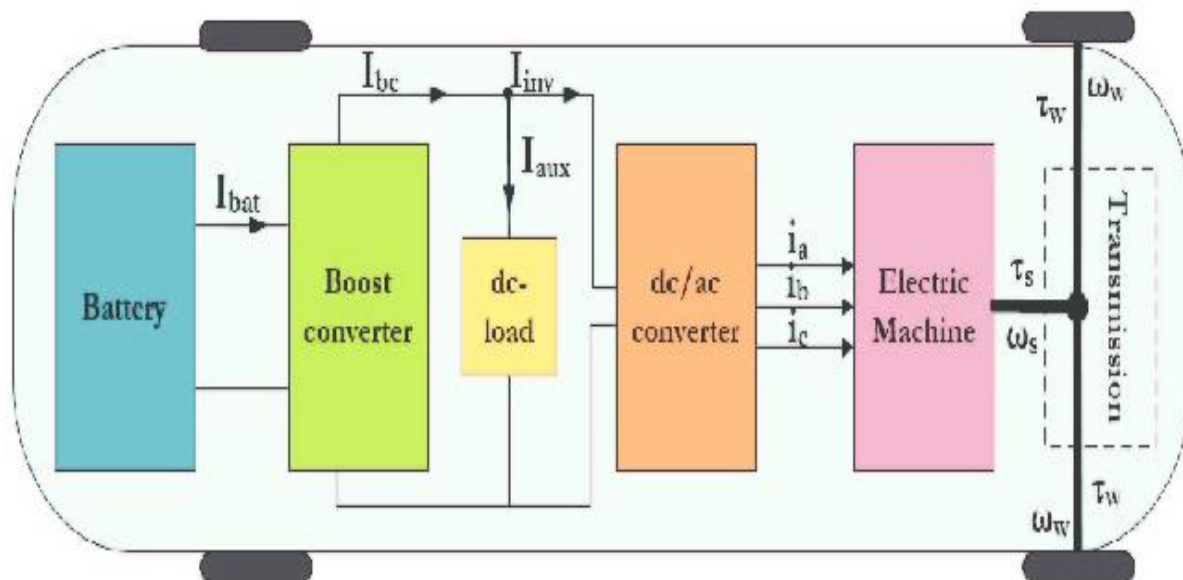 I_bc
I_inv
ω_w
τ_w
I_aux
Transmission
I_bat
i_a
τ_s
Battery
Boost
converter
dc-
load
dc/ac
converter
i_b
Electric
Machine
i_c
ω_s
τ_w
ω_w